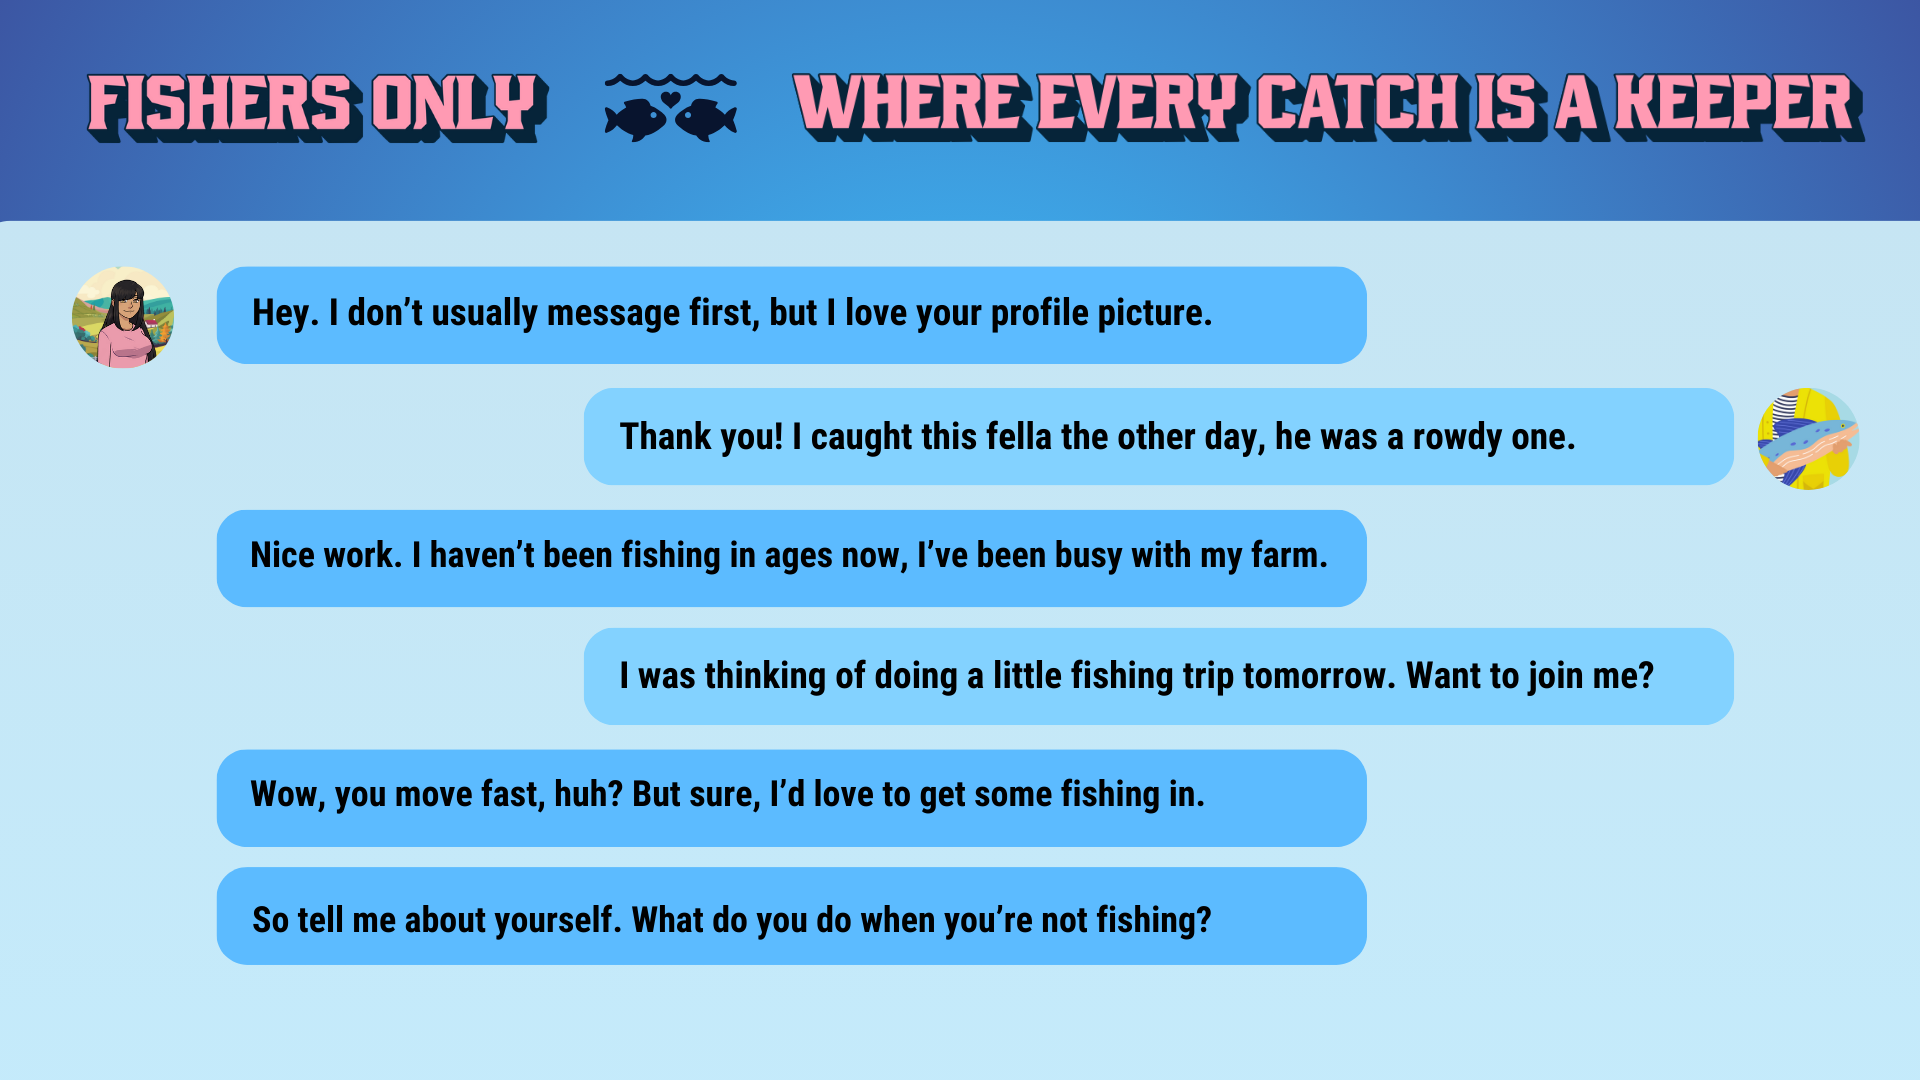 FISHERS ONLY WHERE EVERY CATCH IS A KEEPER
Hey. I don’t usually message first, but I love your profile picture.
Thank you! I caught this fella the other day, he was a rowdy one.
Nice work. I haven’t been fishing in ages now, I’ve been busy with my farm.
I was thinking of doing a little fishing trip tomorrow. Want to join me?
Wow, you move fast, huh? But sure, I’d love to get some fishing in.
So tell me about yourself. What do you do when you’re not fishing?